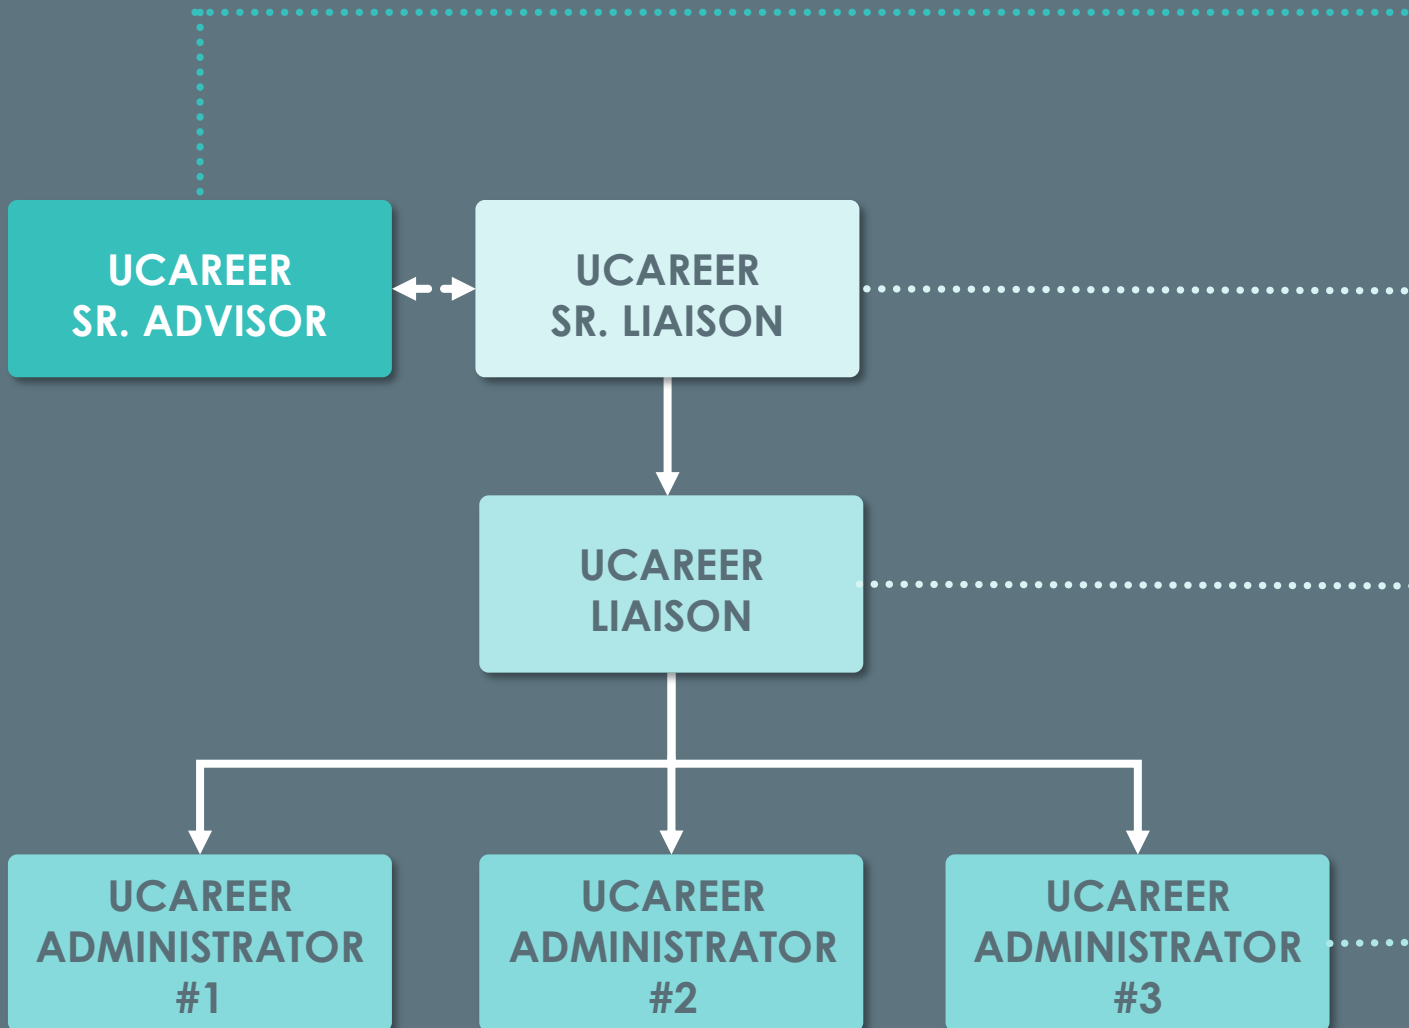 UCAREER
SR. ADVISOR
UCAREER
SR. LIAISON
UCAREER
LIAISON
UCAREER
ADMINISTRATOR
#1
UCAREER
ADMINISTRATOR
#2
UCAREER
ADMINISTRATOR
#3